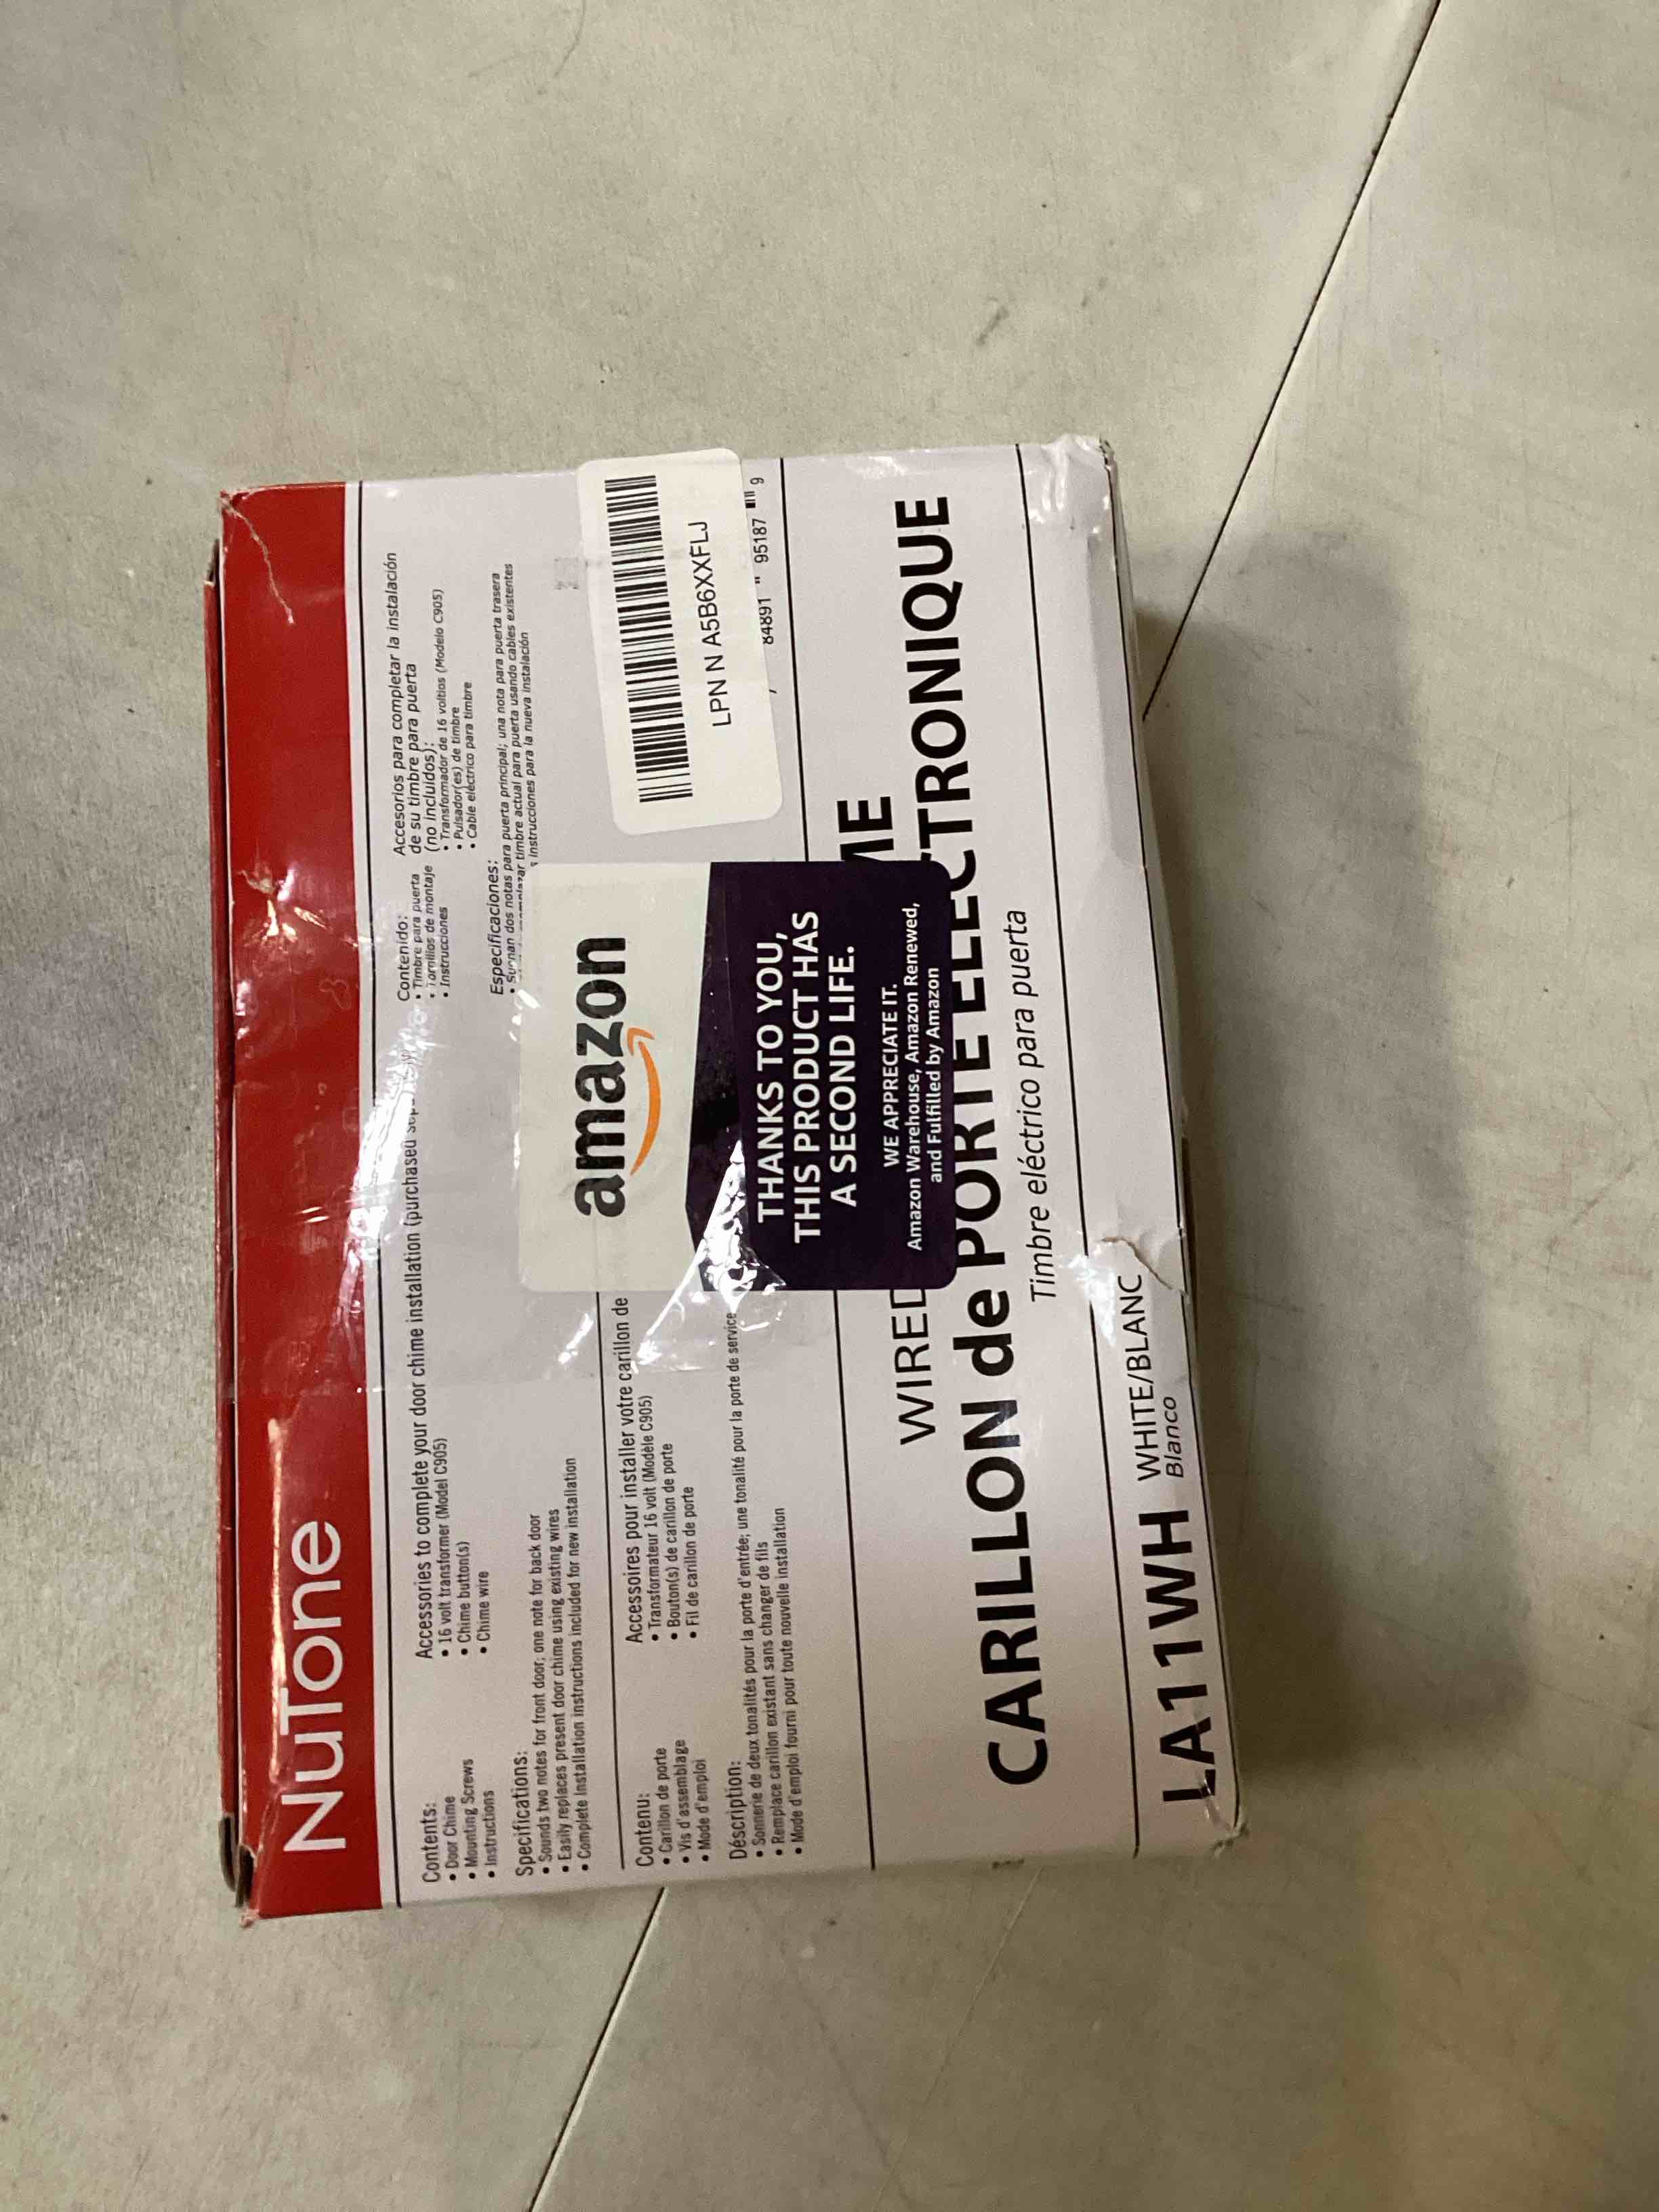 NuTone
Contents:
• Door Chime
• Mounting Screws
• Instructions
Accessories to complete your door chime installation (purchased
• 16 volt transformer (Model C905)
• Chime button(s)
• Chime wire
Specifications:
• Sounds two notes for front door; one note for back door
• Easily replaces present door chime using existing wires
• Complete Installation instructions included for new installation
Contenido:
• Timbre para puerta
• Tornillos de montaje
• Instrucciones
Accesorios para completar la instalación
de su timbre para puerta
(no incluidos):
• Transformador de 16 voltios (Modelo C905)
• Pulsador(es) de timbre
• Cable eléctrico para timbre
Especificaciones:
• Suenan dos notas para puerta principal; una nota para puerta trasera
timbre actual para puerta usando cables existentes
instrucciones para la nueva instalación
Contenu:
• Carillon de porte
• Vis d'assemblage
• Mode d'emploi
Accessoires pour installer votre carillon de
• Transformateur 16 volt (Modèle C905)
• Bouton(s) de carillon de porte
• Fil de carillon de porte
Déscription:
• Sonnerie de deux tonalités pour la porte d'entrée; une tonalité pour la porte de service
• Remplace carillon existant sans changer de fils
• Mode d'emploi fourni pour toute nouvelle installation
amazon
THANKS TO YOU,
THIS PRODUCT HAS
A SECOND LIFE.
WE APPRECIATE IT.
Amazon Warehouse, Amazon Renewed,
and Fulfilled by Amazon
LPN N A5B6XXFLJ
84891 95187 9
WIRED
CARILLON de PORTE ELECTRONIQUE
Timbre eléctrico para puerta
LA11WH WHITE/BLANC
Blanco